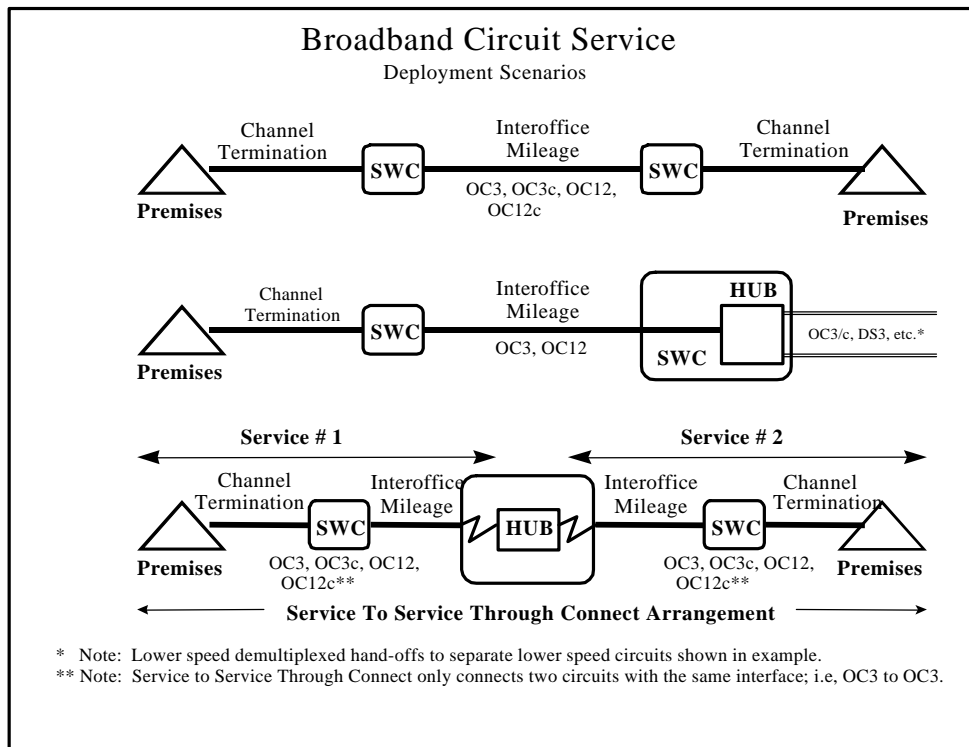 Broadband Circuit Service
Deployment Scenarios
Channel
Termination
Interoffice
Mileage
Channel
Termination
SWC
SWC
OC3, OC3c, OC12,
OC12c
Premises
Premises
Channel
Termination
Interoffice
Mileage
HUB
SWC
OC3, OC12
SWC
OC3/c, DS3, etc.*
Premises
Service # 1
Service # 2
Channel
Termination
Interoffice
Mileage
Interoffice
Mileage
Channel
Termination
SWC
HUB
SWC
Premises
OC3, OC3c, OC12,
OC12c**
OC3, OC3c, OC12,
OC12c**
Premises
Service To Service Through Connect Arrangement
* Note: Lower speed demultiplexed hand-offs to separate lower speed circuits shown in example.
** Note: Service to Service Through Connect only connects two circuits with the same interface; i.e, OC3 to OC3.